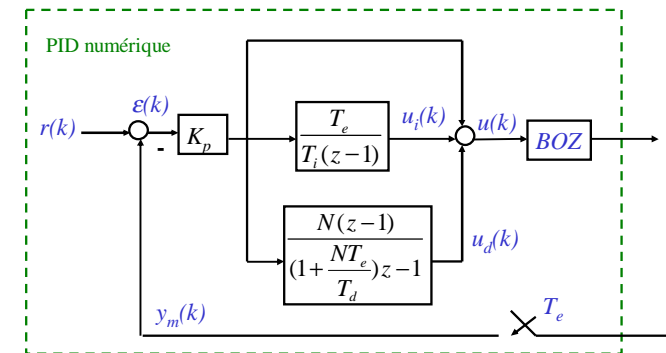 PID numérique
r(k)
ε(k)
-
K_p
T_e
T_i(z−1)
u_i(k)
u(k)
BOZ
N(z−1)
(1+ NT_e / T_d)z−1
u_d(k)
y_m(k)
T_e